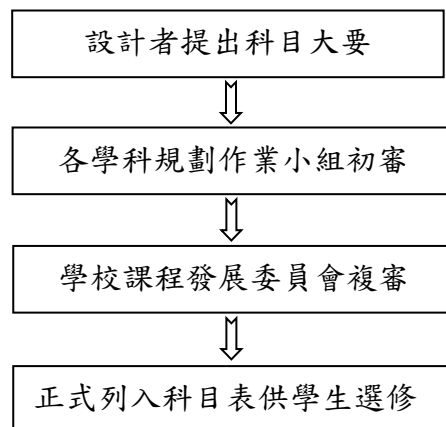 設計者提出科目大要
各學科規劃作業小組初審
學校課程發展委員會複審
正式列入科目表供學生選修